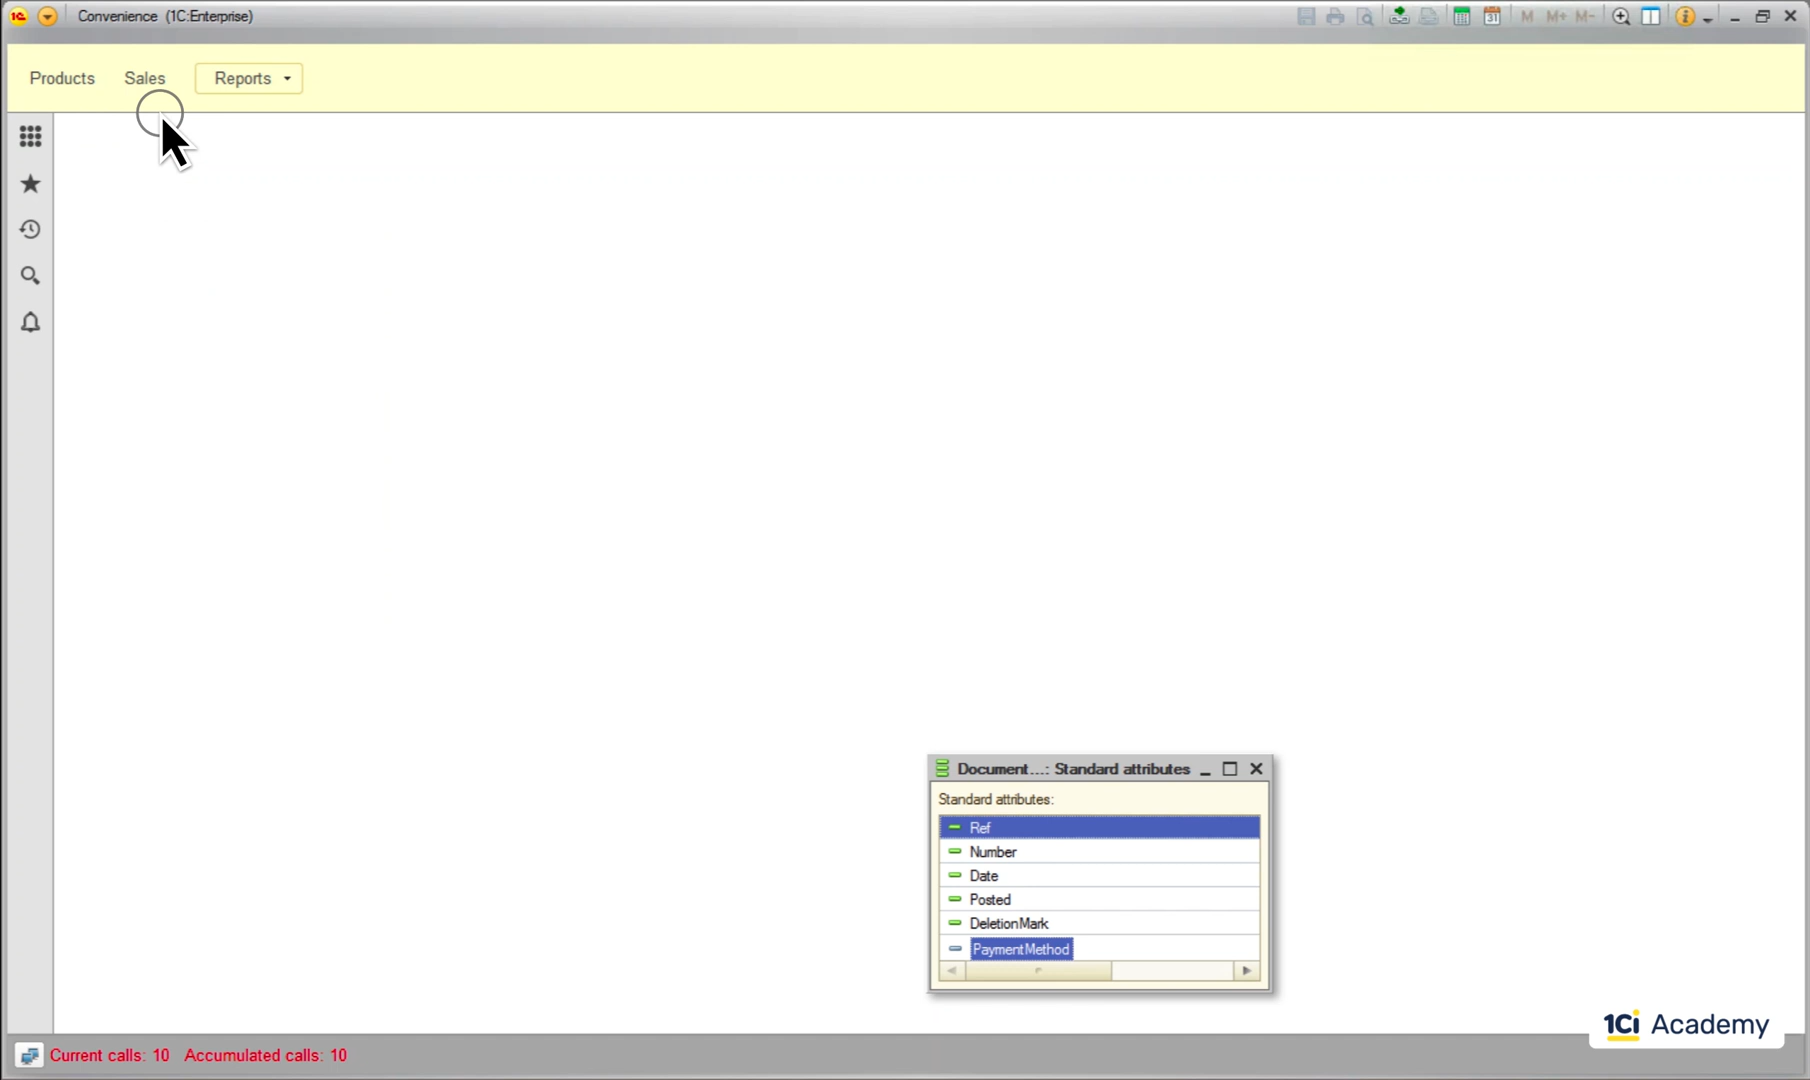 Convenience (1C:Enterprise)
31
M M+ M-
Products Sales Reports
Document...: Standard attributes
Standard attributes:
Ref
Number
Date
Posted
DeletionMark
PaymentMethod
1Ci Academy
Current calls: 10 Accumulated calls: 10